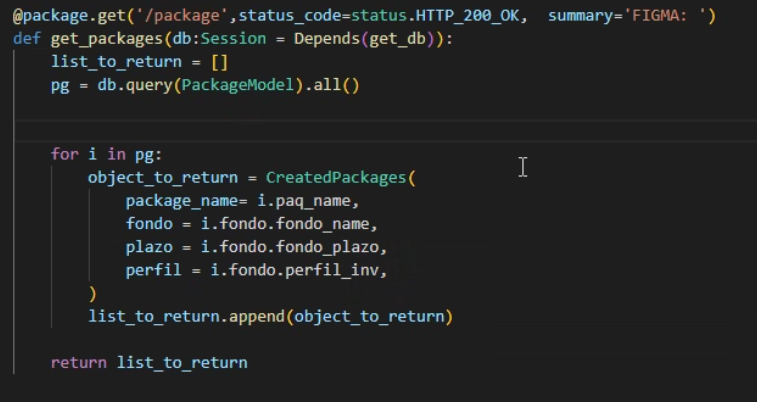 @package.get('/package',status_code=status.HTTP_200_OK,  summary='FIGMA: ')
def get_packages(db:Session = Depends(get_db)):
    list_to_return = []
    pg = db.query(PackageModel).all()
    for i in pg:
        object_to_return = CreatedPackages(
            package_name= i.paq_name,
            fondo = i.fondo.fondo_name,
            plazo = i.fondo.fondo_plazo,
            perfil = i.fondo.perfil_inv,
        )
        list_to_return.append(object_to_return)
    return list_to_return